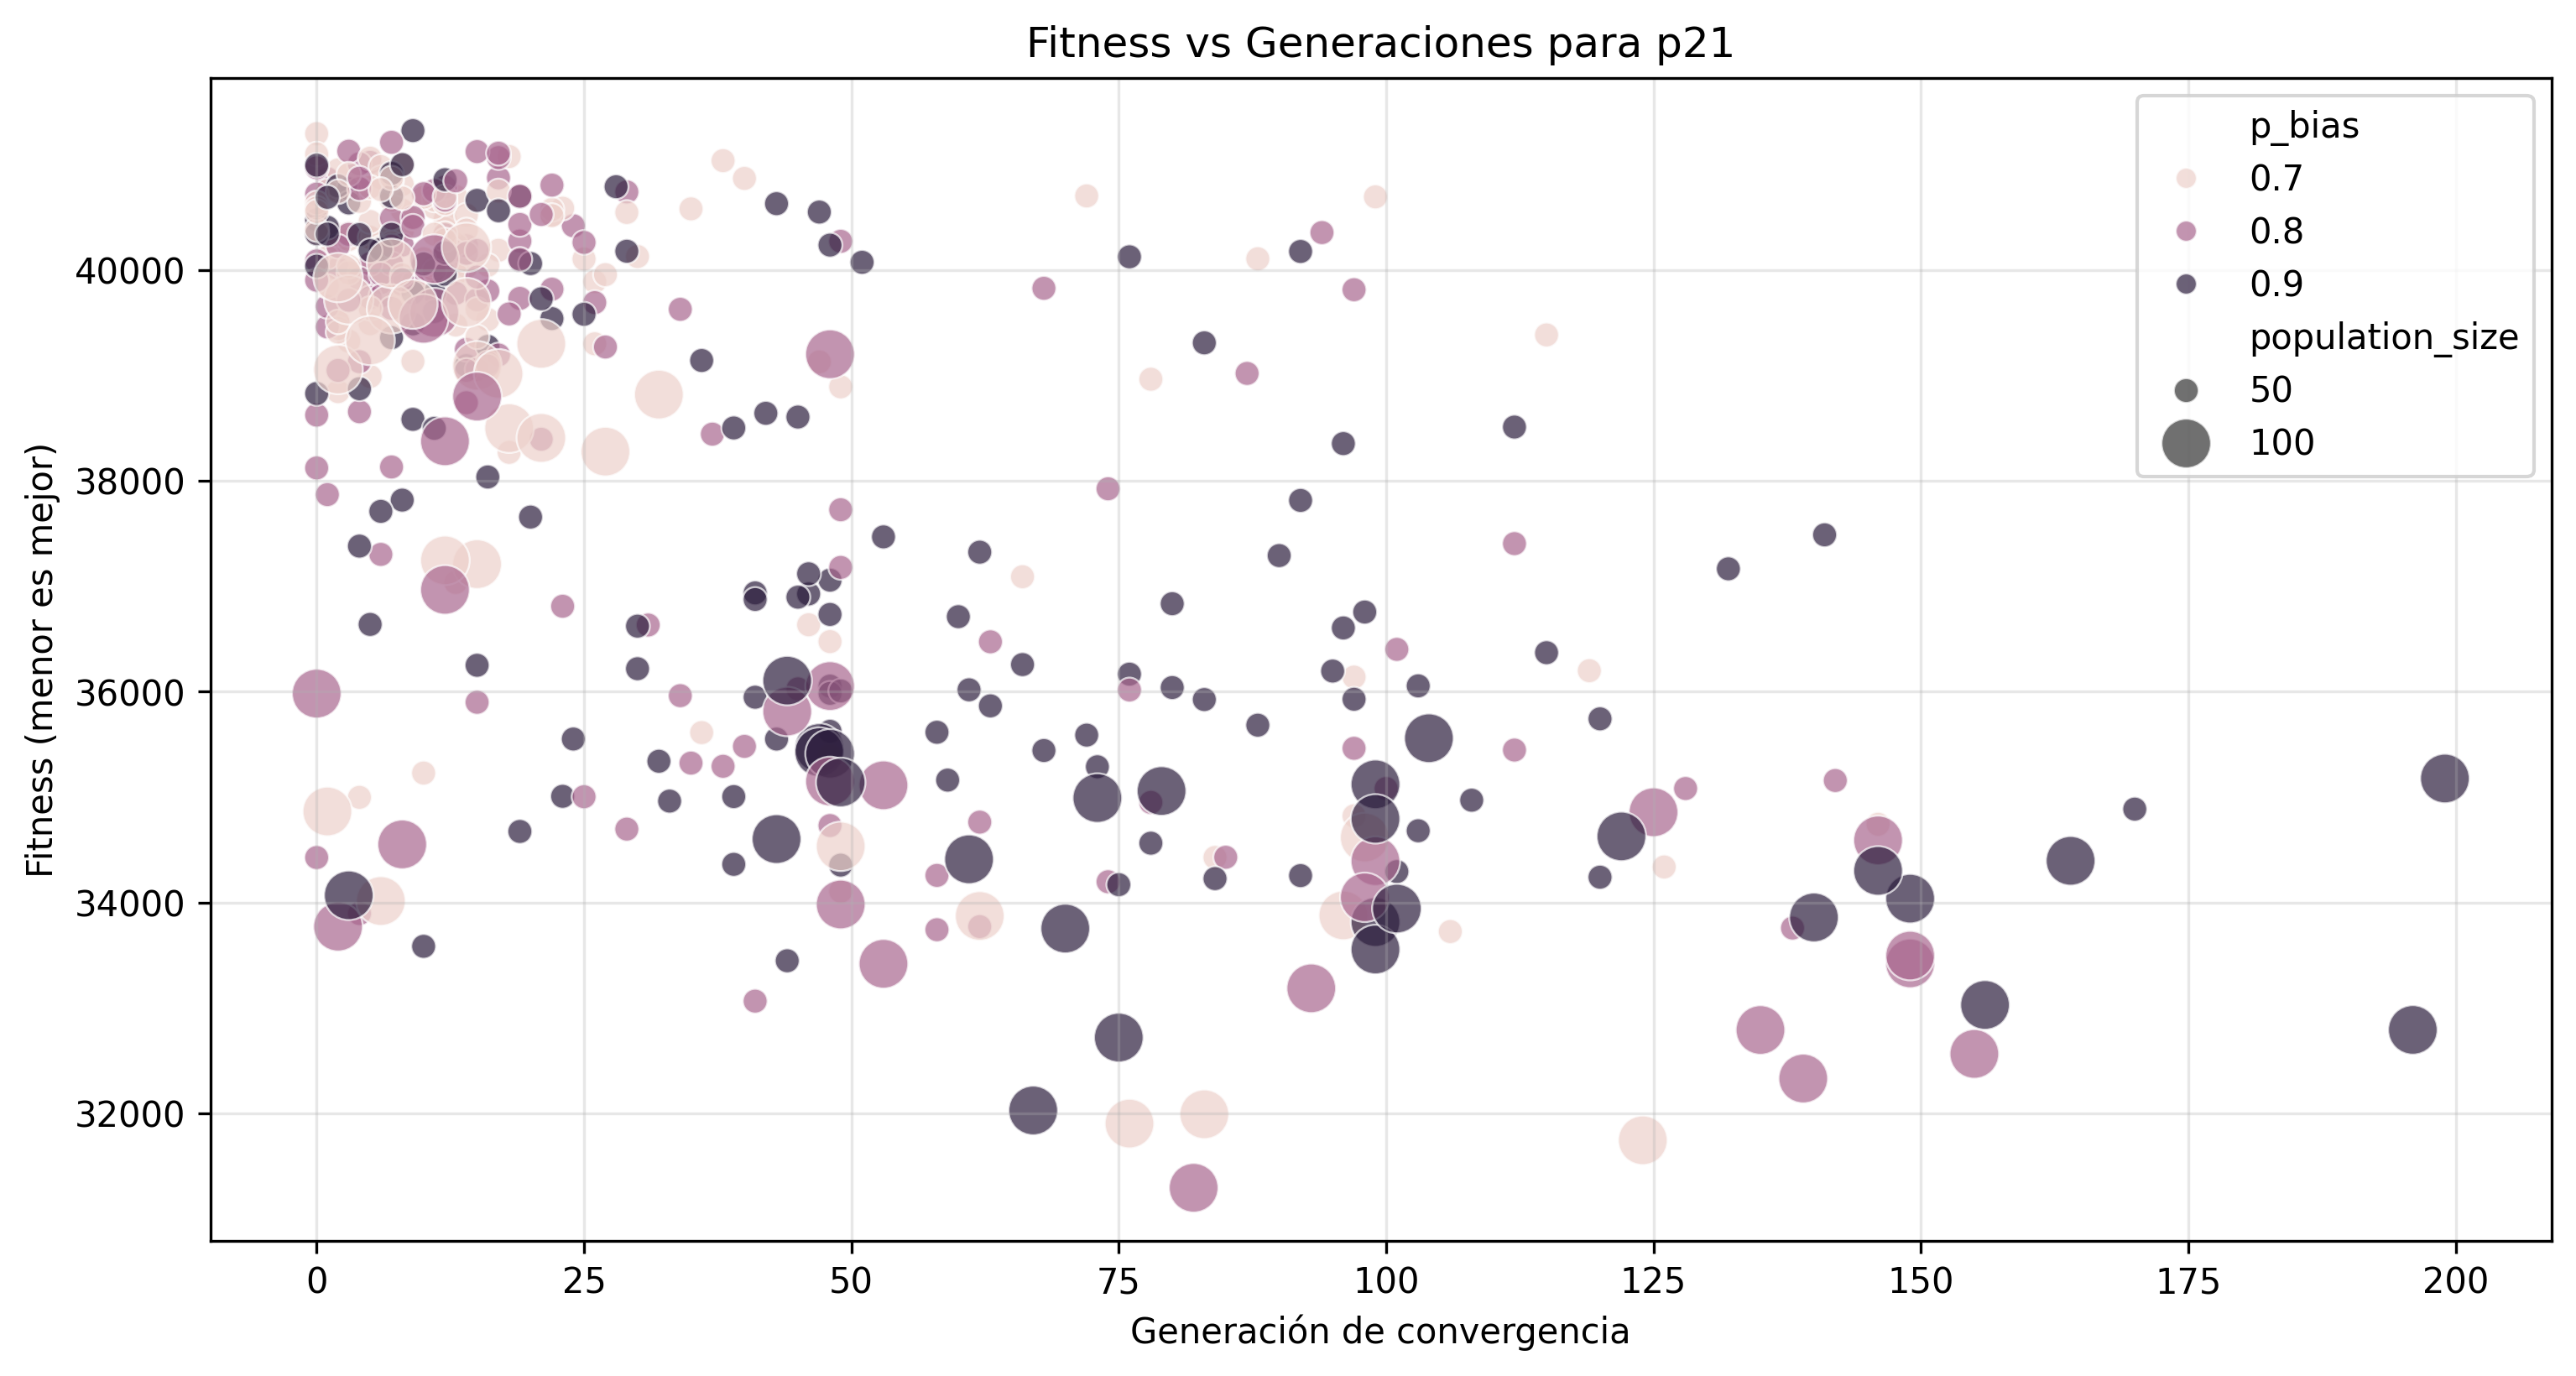 Fitness vs Generaciones para p21
p_bias
0.7
0.8
0.9
population_size
50
100
Fitness (menor es mejor)
40000
38000
36000
34000
32000
0 25 50 75 100 125 150 175 200
Generación de convergencia